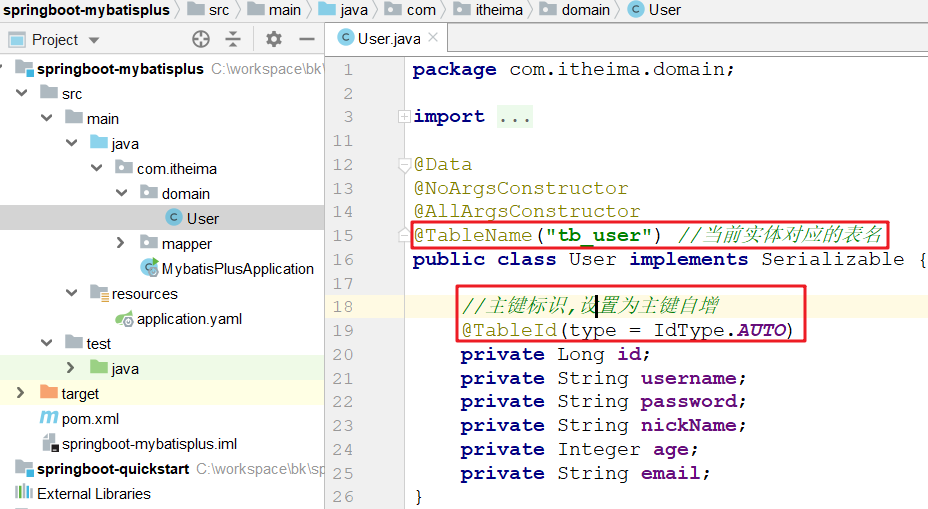 springboot-mybatisplus src main java com itheima domain User
Project
springboot-mybatisplus C:\workspace\bk\
src
main
java
com.itheima
domain
User
mapper
MybatisPlusApplication
resources
application.yaml
test
java
target
pom.xml
springboot-mybatisplus.iml
springboot-quickstart C:\workspace\bk\sp
External Libraries
User.java
1 package com.itheima.domain;
2
3 import ...
11
12 @Data
13 @NoArgsConstructor
14 @AllArgsConstructor
15 @TableName("tb_user") //当前实体对应的表名
16 public class User implements Serializable {
17
18 //主键标识,设置为主键自增
19 @TableId(type = IdType.AUTO)
20 private Long id;
21 private String username;
22 private String password;
23 private String nickName;
24 private Integer age;
25 private String email;
26 }